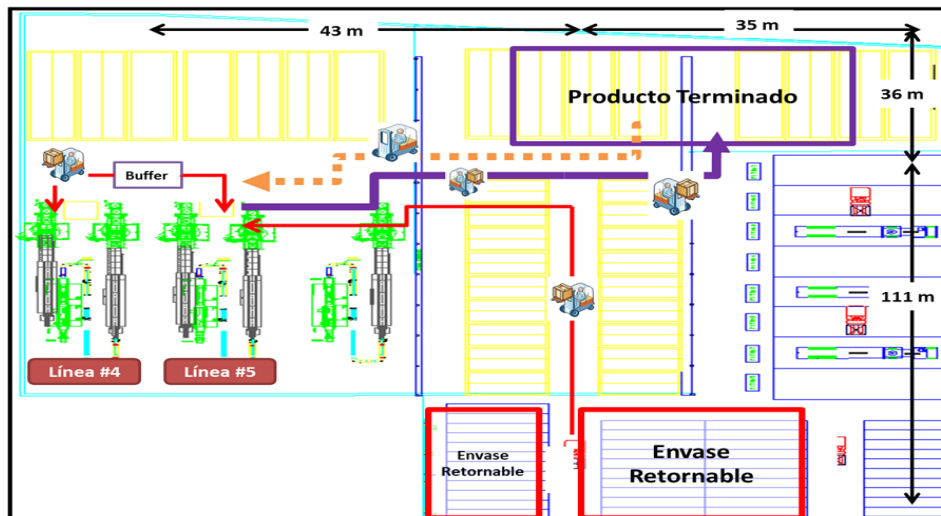 43 m
35 m
Producto Terminado
36 m
Buffer
111 m
Línea #4
Línea #5
Envase
Retornable
Envase
Retornable